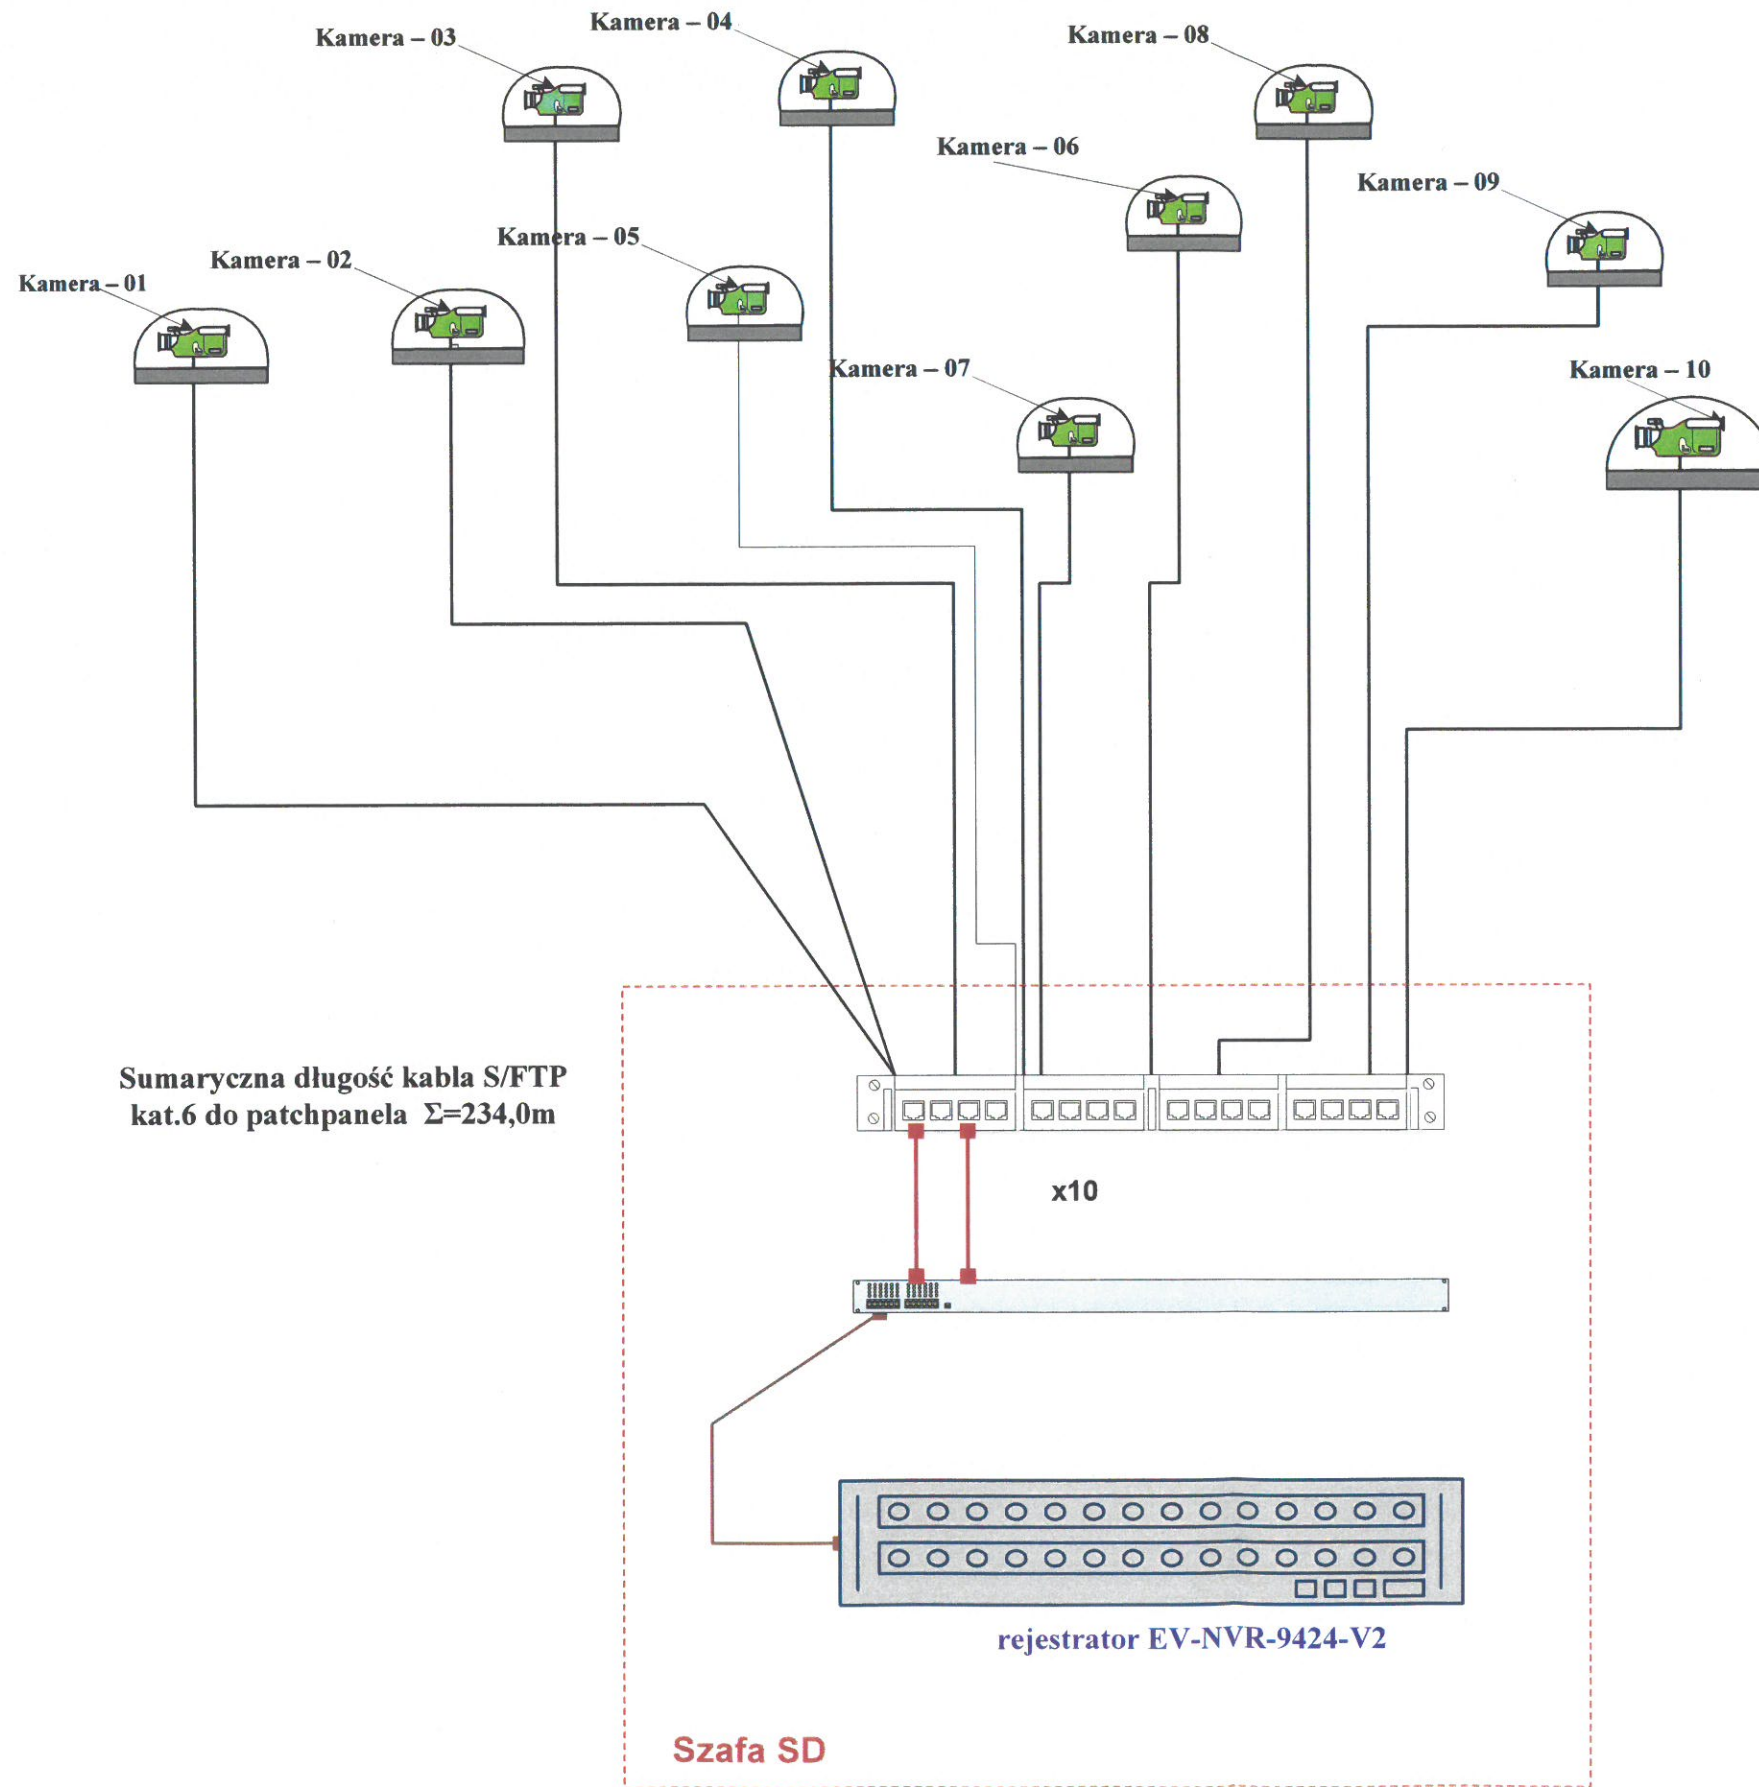 Kamera – 04
Kamera – 03
Kamera – 08
Kamera – 06
Kamera – 09
Kamera – 05
Kamera – 02
Kamera – 01
Kamera – 07
Kamera – 10
Sumaryczna długość kabla S/FTP
kat.6 do patchpanela Σ=234,0m
x10
rejestrator EV-NVR-9424-V2
Szafa SD